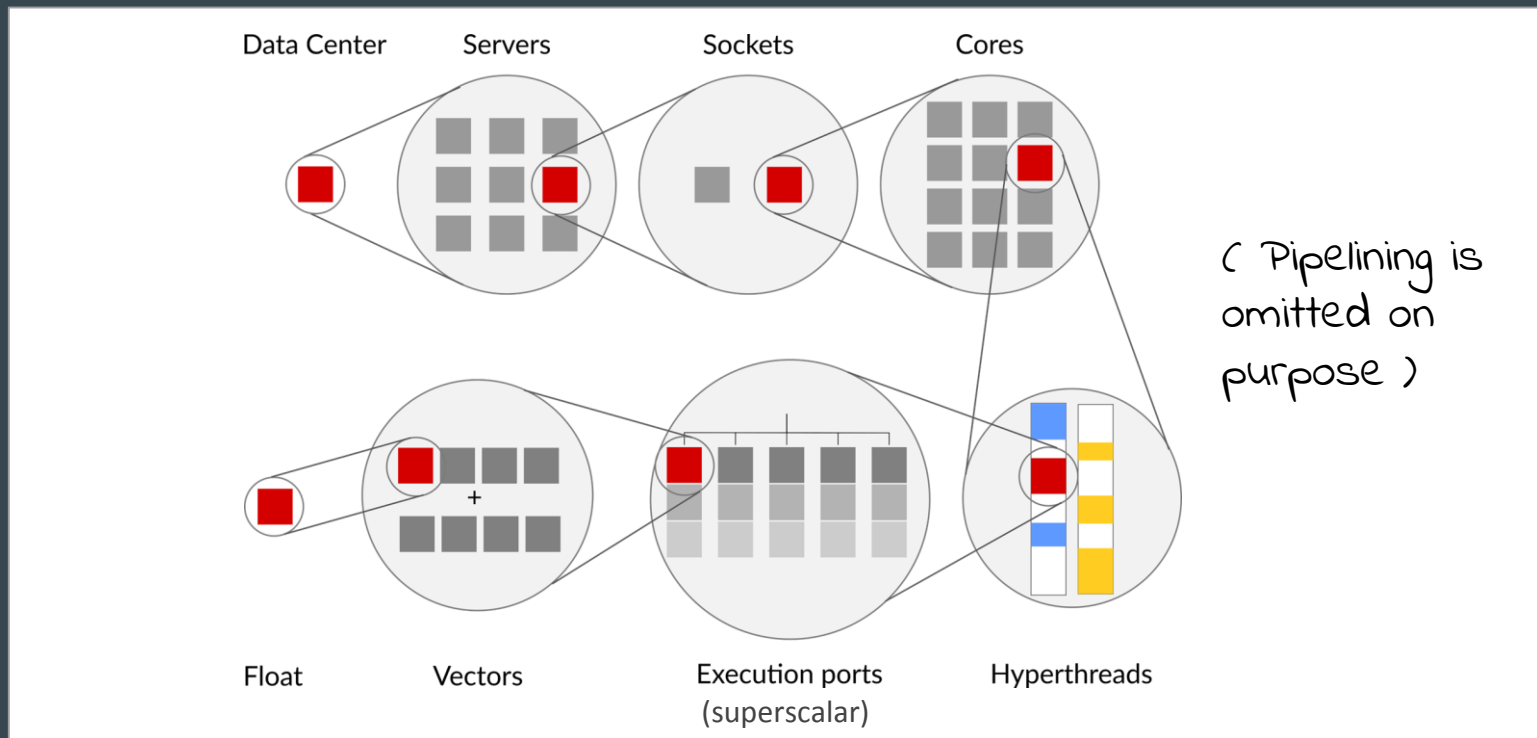 Data Center
Servers
Sockets
Cores
( Pipelining is
omitted on
purpose )
+
Float
Vectors
Execution ports
(superscalar)
Hyperthreads